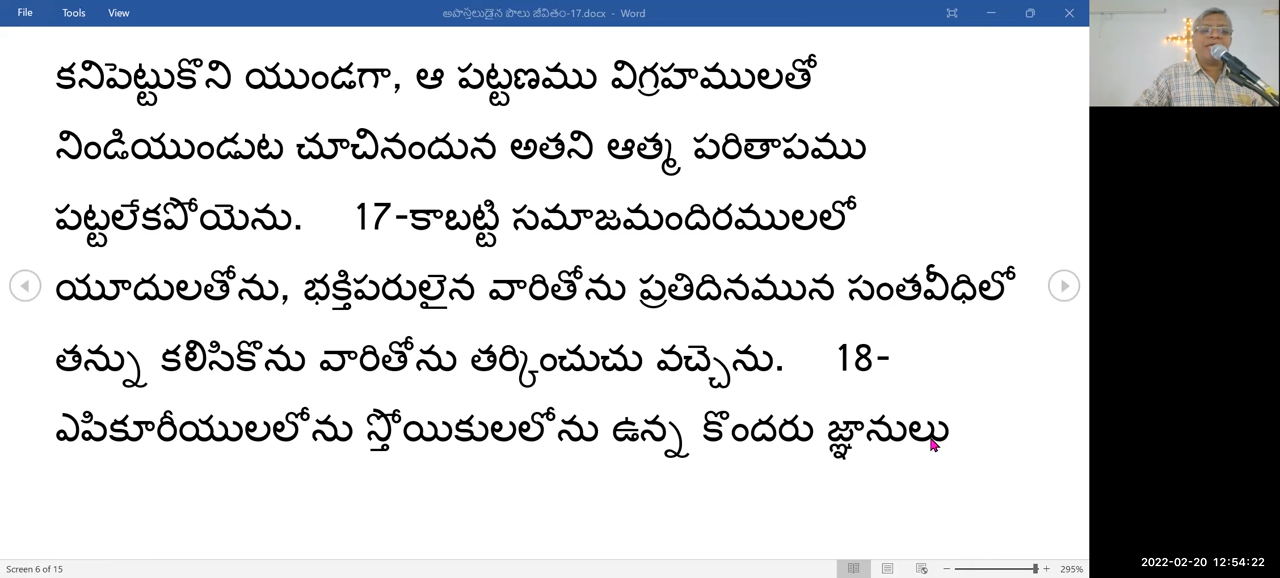 File Tools View అపొస్తలుడైన పౌలు జీవితం-17.docx - Word
కనిపెట్టుకొని యుండగా, ఆ పట్టణము విగ్రహములతో
నిండియుండుట చూచినందున అతని ఆత్మ పరితాపము
పట్టలేకపోయెను. 17-కాబట్టి సమాజమందిరములలో
యూదులతోను, భక్తిపరులైన వారితోను ప్రతిదినమున సంతవీధిలో
తన్ను కలిసికొను వారితోను తర్కించుచు వచ్చెను. 18-
ఎపికూరీయులలోను స్తోయికులలోను ఉన్న కొందరు జ్ఞానులు
2022-02-20 12:54:22
Screen 6 of 15 295%